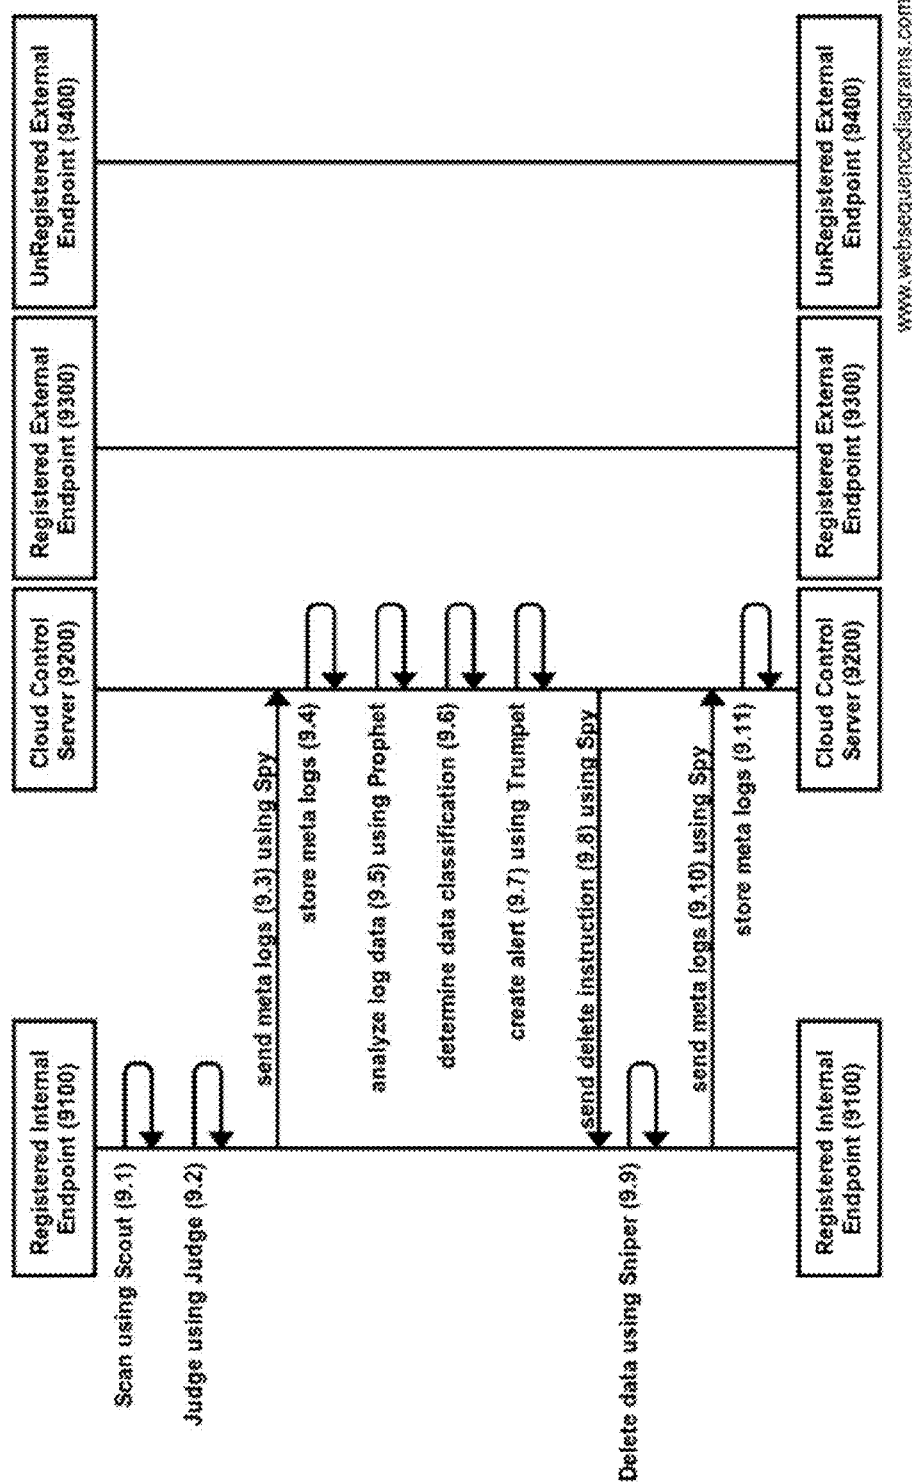 Registered Internal
Endpoint (9100)
Cloud Control
Server (9200)
Registered External
Endpoint (9300)
UnRegistered External
Endpoint (9400)
Scan using Scout (9.1)
Judge using Judge (9.2)
send meta logs (9.3) using Spy
store meta logs (9.4)
analyze log data (9.5) using Prophet
determine data classification (9.6)
create alert (9.7) using Trumpet
send delete instruction (9.8) using Spy
Delete data using Sniper (9.9)
send meta logs (9.10) using Spy
store meta logs (9.11)
Registered Internal
Endpoint (9100)
Cloud Control
Server (9200)
Registered External
Endpoint (9300)
UnRegistered External
Endpoint (9400)
www.websequencediagrams.com